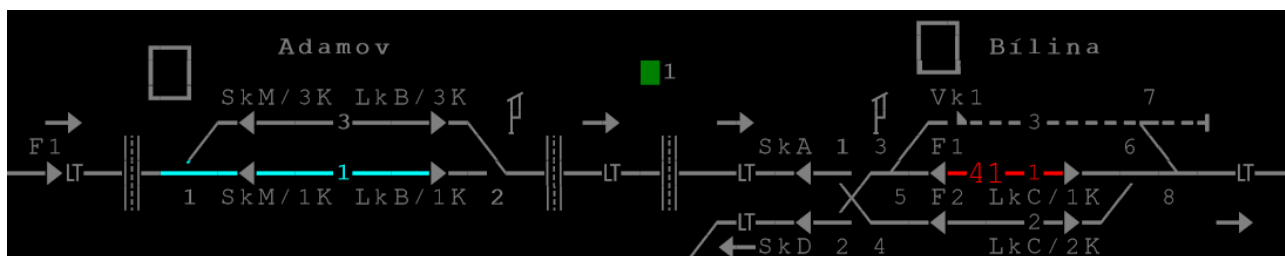 Adamov Bílina
1
SkM/3K LkB/3K Vk1 7
3 3
F1 SkA 1 3 F1 6
LT 1 LT LT 41 1 LT
1 SkM/1K LkB/1K 2 5 F2 LkC/1K 8
LT 2
SkD 2 4 LkC/2K